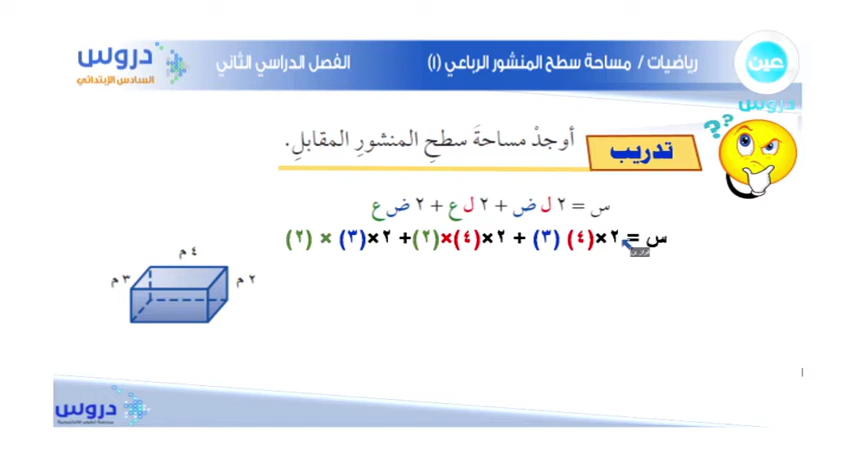 دروس
السادس الإبتدائي
الفصل الدراسي الثاني
رياضيات / مساحة سطح المنشور الرباعي (١)
عين
دروس
؟؟
تدريب
أوجدْ مساحةَ سطحِ المنشورِ المقابلِ.
س = ٢ ل ض + ٢ ل ع + ٢ ض ع
س = ٢×(٤) (٣) + ٢×(٤)×(٢)+ ٢×(٣) × (٢)
٤ م
٣ م
٢ م
دروس